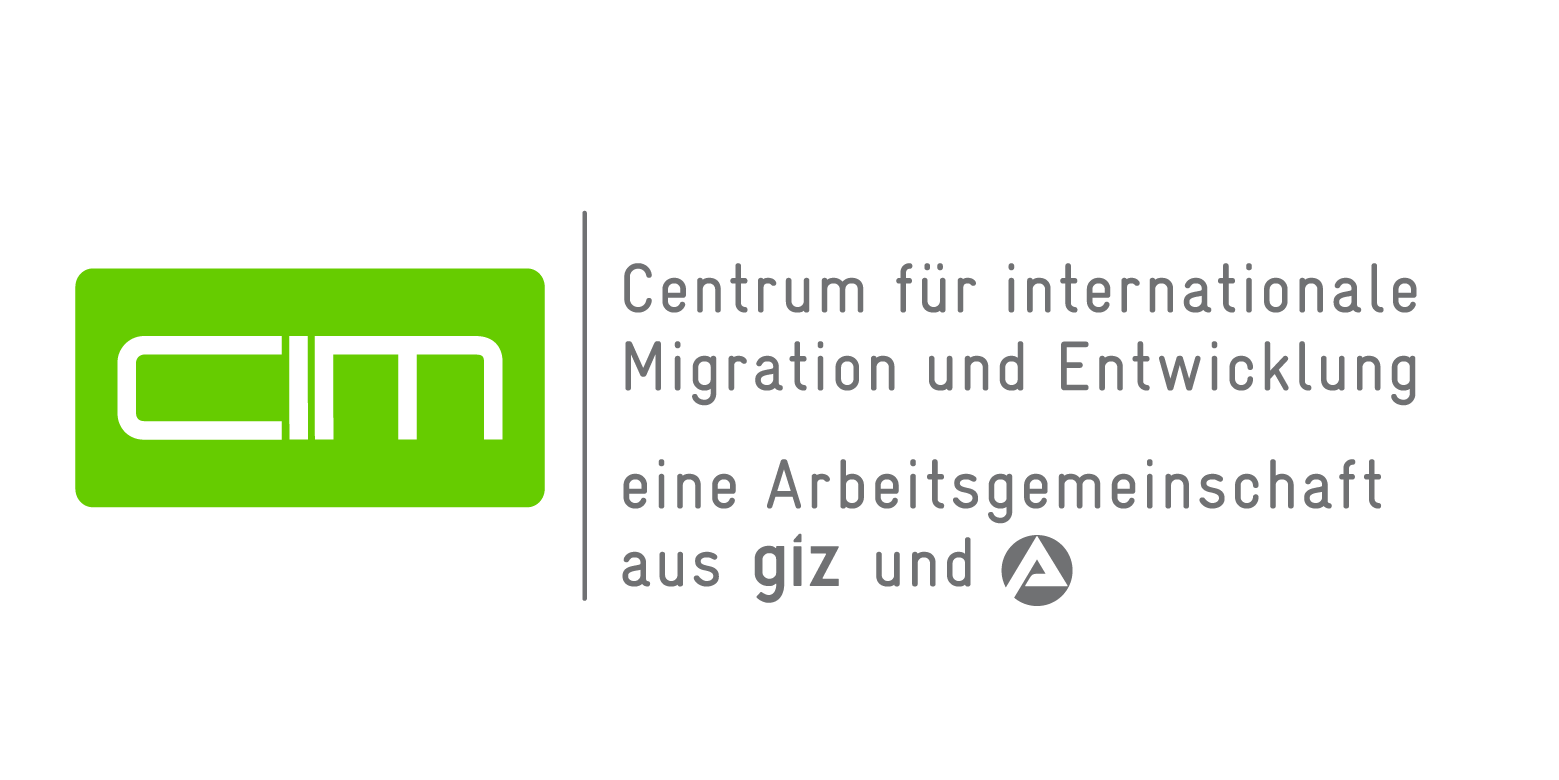 CIM
Centrum für internationale
Migration und Entwicklung
eine Arbeitsgemeinschaft
aus giz und